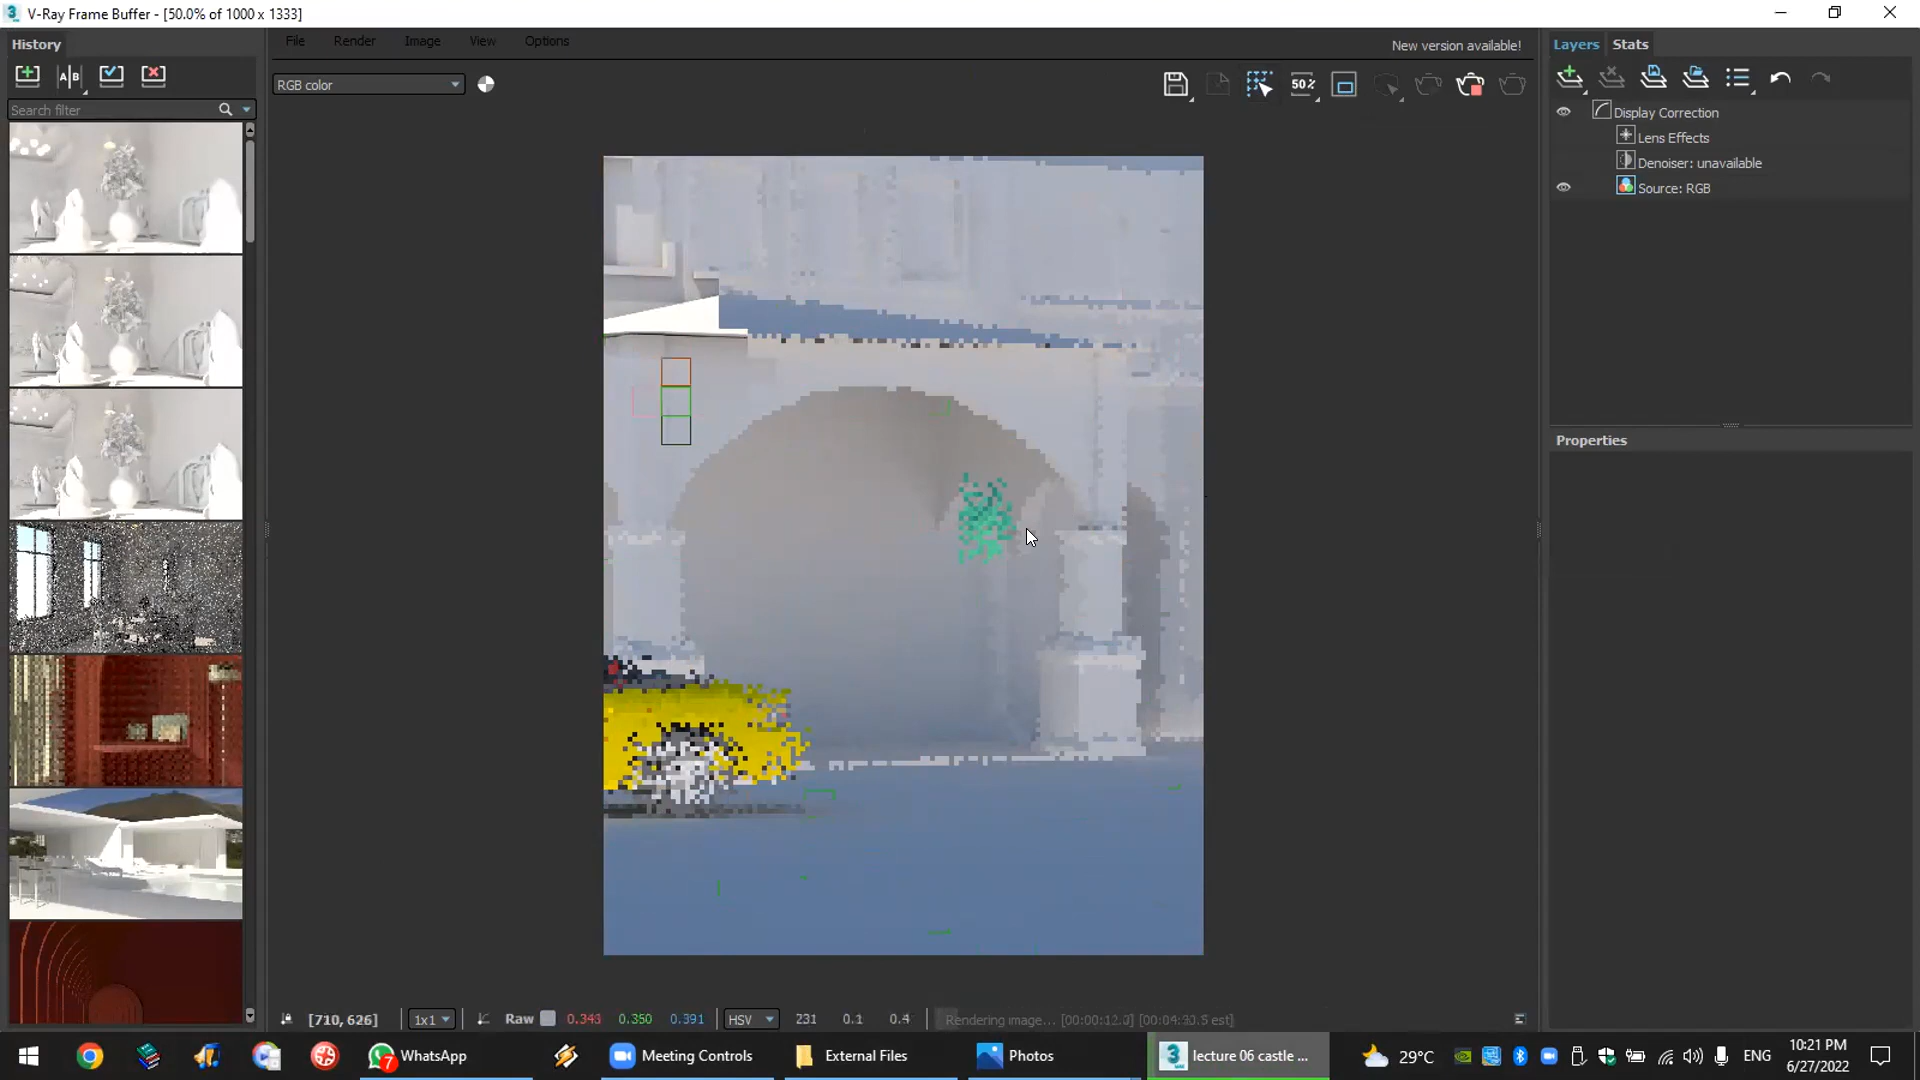 V-Ray Frame Buffer - [50.0% of 1000 x 1333]
History
File Render Image View Options
New version available!
Layers Stats
A B
RGB color
50%
Search filter
Display Correction
Lens Effects
Denoiser: unavailable
Source: RGB
Properties
[710, 626] 1x1 Raw 0.343 0.350 0.391 HSV 231 0.1 0.4 Rendering image... [00:00:12.0] [00:04:30.5 est]
7 WhatsApp Meeting Controls External Files Photos 3 lecture 06 castle ... 29°C ENG
10:21 PM
6/27/2022